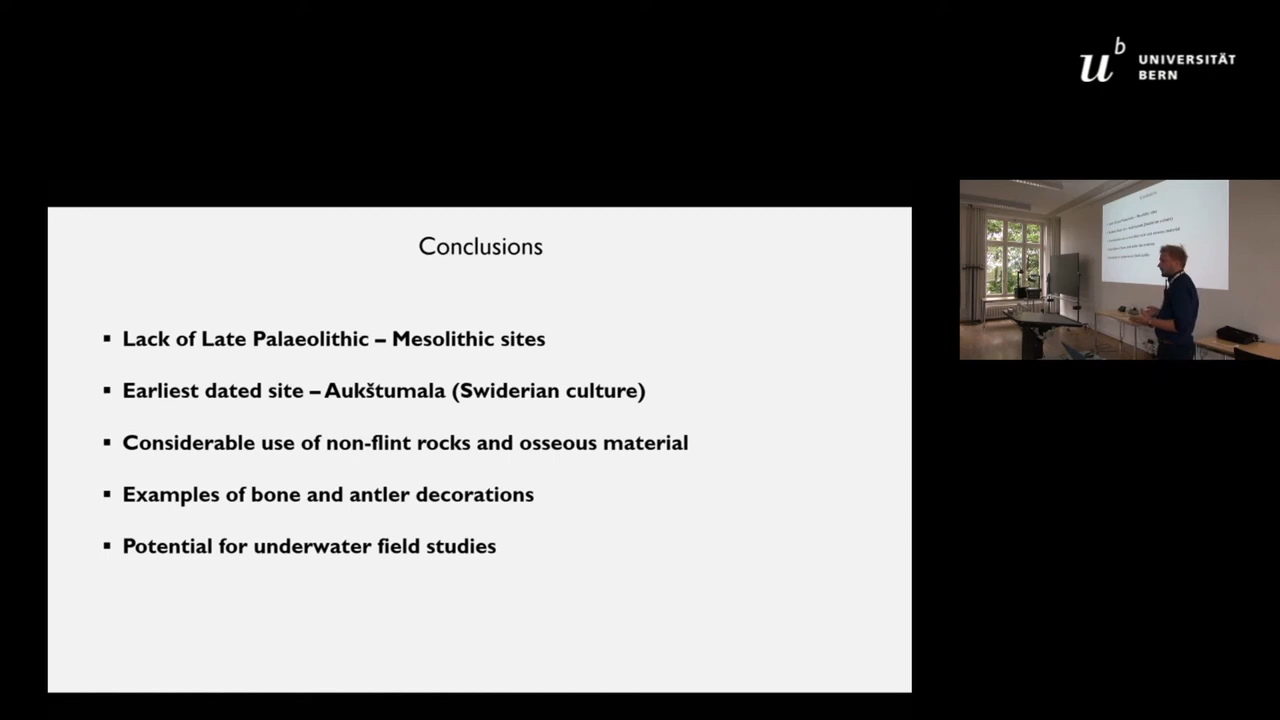 u b
UNIVERSITÄT
BERN
Conclusions
▪ Lack of Late Palaeolithic – Mesolithic sites
▪ Earliest dated site – Aukštumala (Swiderian culture)
▪ Considerable use of non-flint rocks and osseous material
▪ Examples of bone and antler decorations
▪ Potential for underwater field studies